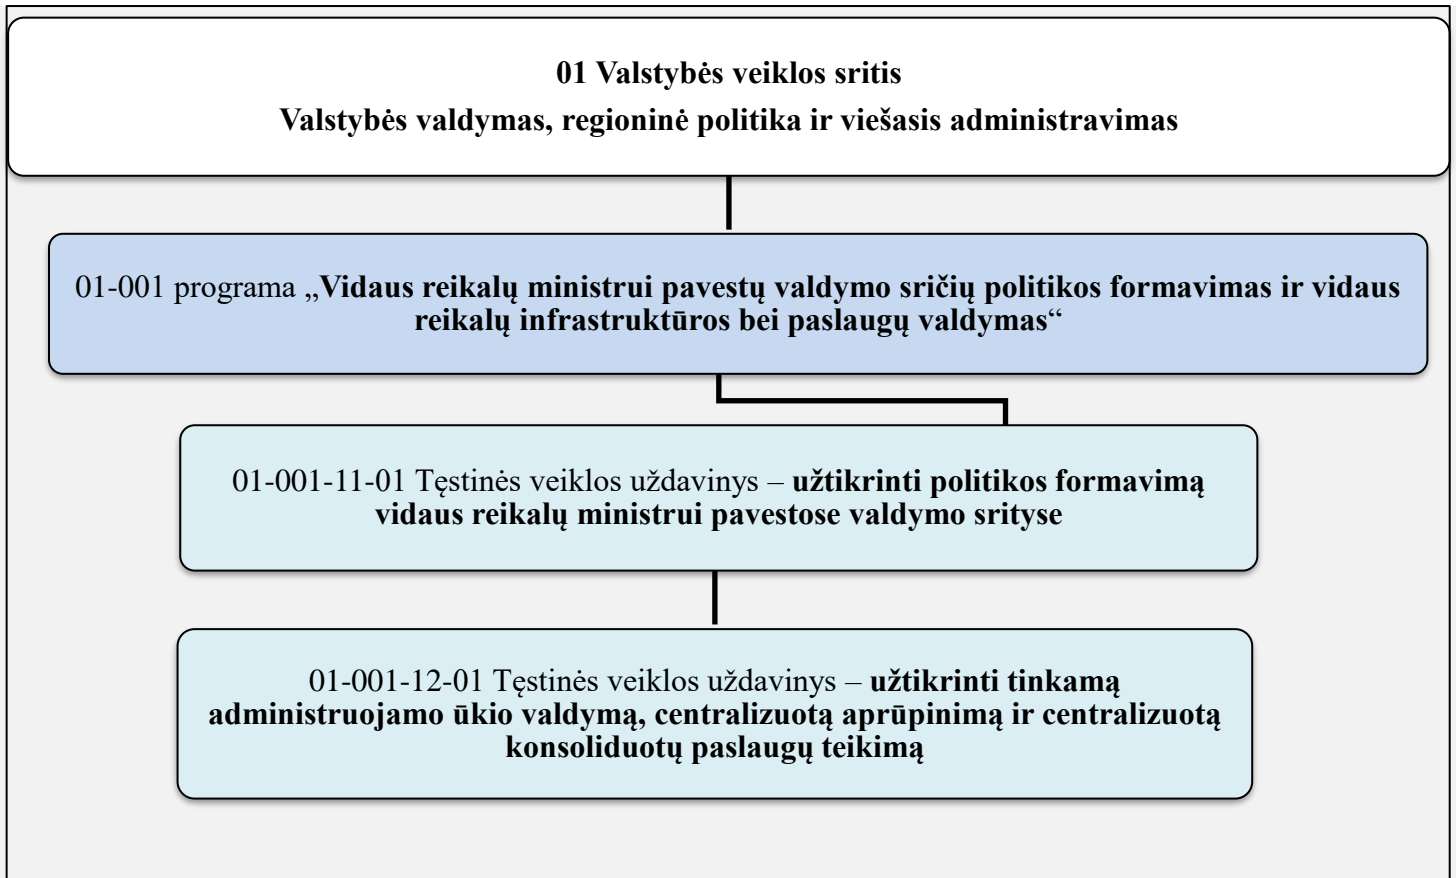 01 Valstybės veiklos sritis
Valstybės valdymas, regioninė politika ir viešasis administravimas
01-001 programa „Vidaus reikalų ministrui pavestų valdymo sričių politikos formavimas ir vidaus
reikalų infrastruktūros bei paslaugų valdymas“
01-001-11-01 Tęstinės veiklos uždavinys – užtikrinti politikos formavimą
vidaus reikalų ministrui pavestose valdymo srityse
01-001-12-01 Tęstinės veiklos uždavinys – užtikrinti tinkamą
administruojamo ūkio valdymą, centralizuotą aprūpinimą ir centralizuotą
konsoliduotų paslaugų teikimą